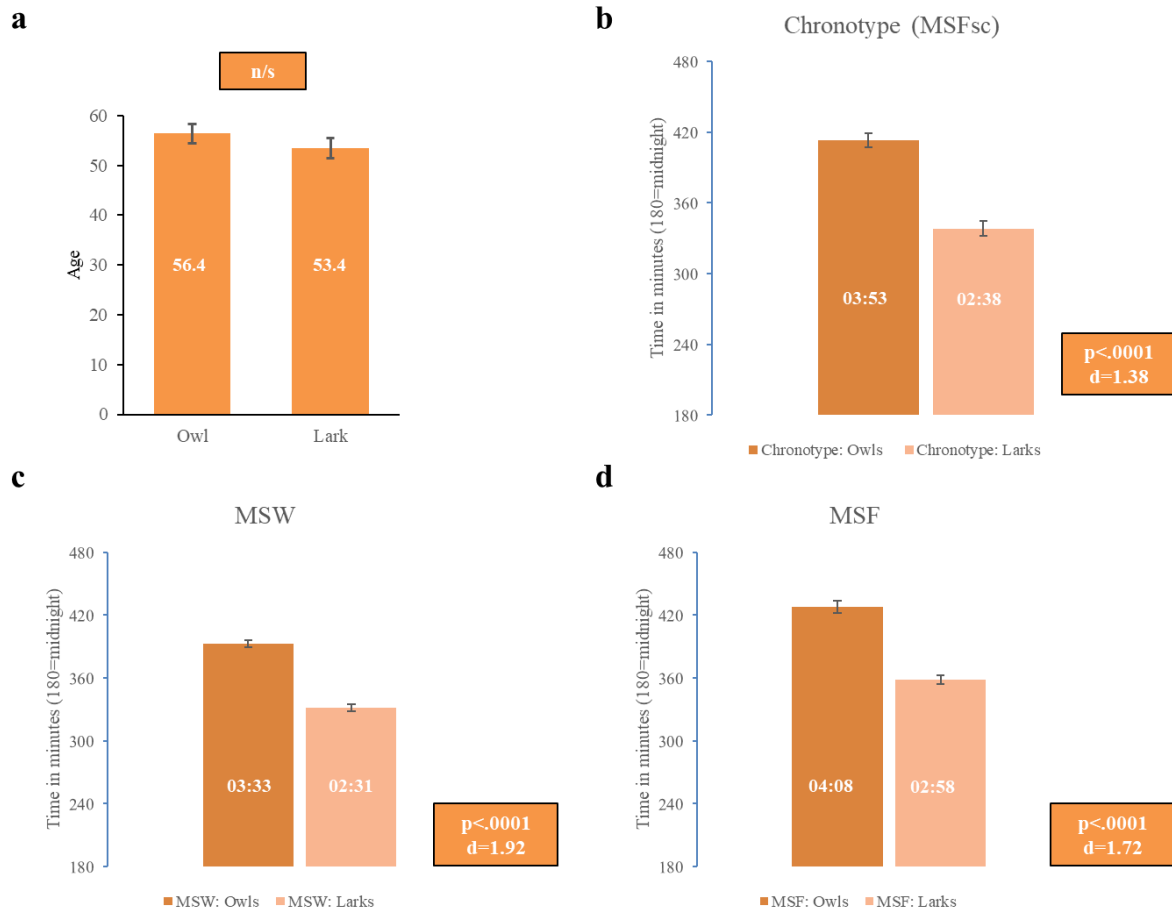 a
n/s
60
50
40
30
20
10
0
Age
56.4
53.4
Owl
Lark
b
Chronotype (MSFsc)
480
420
360
300
240
180
Time in minutes (180=midnight)
03:53
02:38
p<.0001
d=1.38
Chronotype: Owls
Chronotype: Larks
c
MSW
480
420
360
300
240
180
Time in minutes (180=midnight)
03:33
02:31
p<.0001
d=1.92
MSW: Owls
MSW: Larks
d
MSF
480
420
360
300
240
180
Time in minutes (180=midnight)
04:08
02:58
p<.0001
d=1.72
MSF: Owls
MSF: Larks